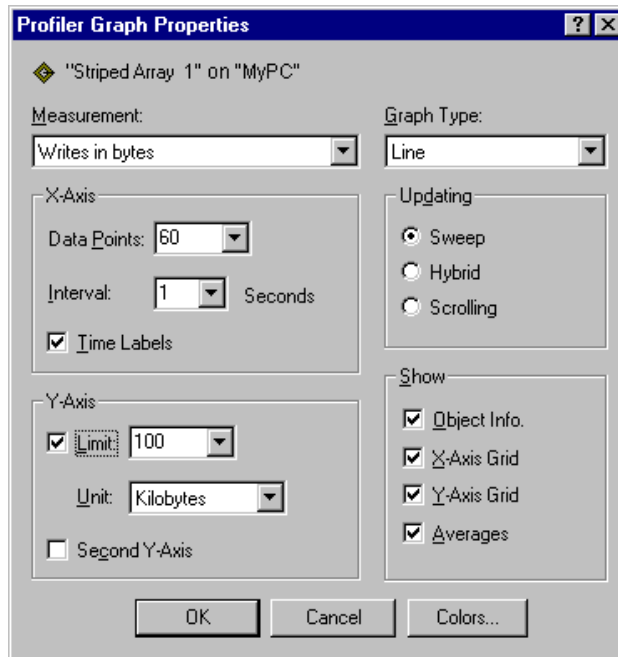 Profiler Graph Properties
"Striped Array 1" on "MyPC"
Measurement:
Writes in bytes
Graph Type:
Line
X-Axis
Data Points: 60
Interval: 1 Seconds
Time Labels
Updating
Sweep
Hybrid
Scrolling
Y-Axis
Limit: 100
Unit: Kilobytes
Second Y-Axis
Show
Object Info.
X-Axis Grid
Y-Axis Grid
Averages
OK Cancel Colors...